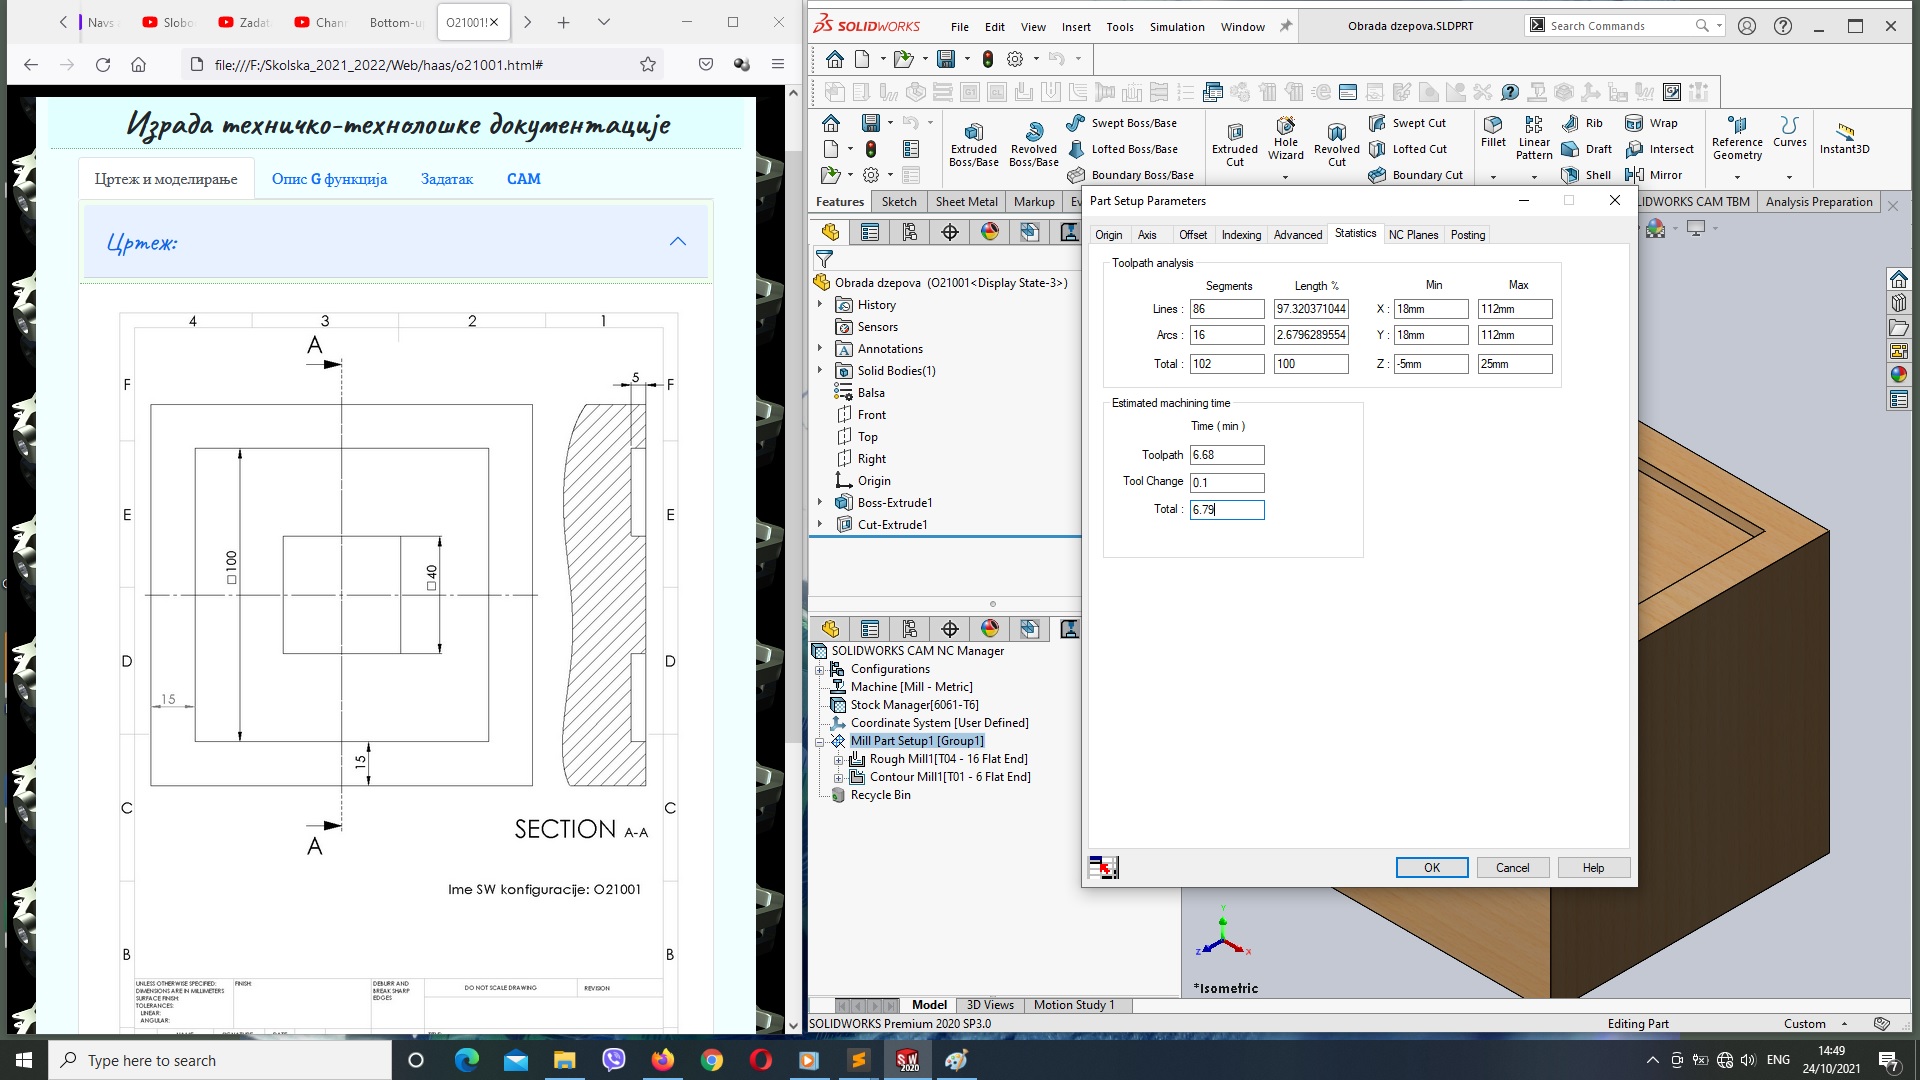 Navs
Slobo
Zadat
Chann
Bottom-u
O21001!
file:///F:/Skolska_2021_2022/Web/haas/o21001.html#
Израда техничко-технолошке документације
Цртеж и моделирање
Опис G функција
Задатак
CAM
Цртеж:
4 3 2 1
A
F 5 F
E □100 □40 E
D D
15
15
C C
A
SECTION A-A
Ime SW konfiguracije: O21001
B B
UNLESS OTHERWISE SPECIFIED:
DIMENSIONS ARE IN MILLIMETERS
SURFACE FINISH:
TOLERANCES:
LINEAR:
ANGULAR:
FINISH:
DEBURR AND
BREAK SHARP
EDGES
DO NOT SCALE DRAWING
REVISION
SOLIDWORKS
File Edit View Insert Tools Simulation Window
Obrada dzepova.SLDPRT
Search Commands
Extruded Boss/Base
Revolved Boss/Base
Swept Boss/Base
Lofted Boss/Base
Boundary Boss/Base
Extruded Cut
Hole Wizard
Revolved Cut
Swept Cut
Lofted Cut
Boundary Cut
Fillet
Linear Pattern
Rib
Draft
Shell
Wrap
Intersect
Mirror
Reference Geometry
Curves
Instant3D
Features Sketch Sheet Metal Markup Ev
LIDWORKS CAM TBM
Analysis Preparation
Obrada dzepova (O21001<Display State-3>)
History
Sensors
Annotations
Solid Bodies(1)
Balsa
Front
Top
Right
Origin
Boss-Extrude1
Cut-Extrude1
SOLIDWORKS CAM NC Manager
Configurations
Machine [Mill - Metric]
Stock Manager[6061-T6]
Coordinate System [User Defined]
Mill Part Setup1 [Group1]
Rough Mill1[T04 - 16 Flat End]
Contour Mill1[T01 - 6 Flat End]
Recycle Bin
Part Setup Parameters
Origin Axis Offset Indexing Advanced Statistics NC Planes Posting
Toolpath analysis
Segments Length % Min Max
Lines : 86 97.320371044 X : 18mm 112mm
Arcs : 16 2.6796289554 Y : 18mm 112mm
Total : 102 100 Z : -5mm 25mm
Estimated machining time
Time ( min )
Toolpath 6.68
Tool Change 0.1
Total : 6.79
OK Cancel Help
Y
Z X
*Isometric
Model 3D Views Motion Study 1
SOLIDWORKS Premium 2020 SP3.0
Editing Part
Custom
Type here to search
SW
2020
ENG
14:49
24/10/2021
7